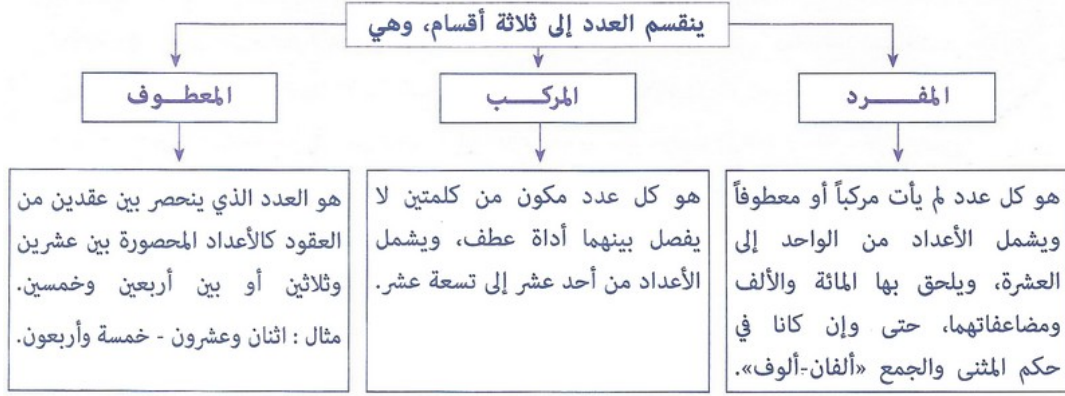 ينقسم العدد إلى ثلاثة أقسام، وهي
المفـــرد
هو كل عدد لم يأت مركباً أو معطوفاً
ويشمل الأعداد من الواحد إلى
العشرة، ويلحق بها المائة والألف
ومضاعفاتهما، حتى وإن كانا في
حكم المثنى والجمع «ألفان-ألوف».
المركـــب
هو كل عدد مكون من كلمتين لا
يفصل بينهما أداة عطف، ويشمل
الأعداد من أحد عشر إلى تسعة عشر.
المعطـــوف
هو العدد الذي ينحصر بين عقدين من
العقود كالأعداد المحصورة بين عشرين
وثلاثين أو بين أربعين وخمسين.
مثال : اثنان وعشرون - خمسة وأربعون.